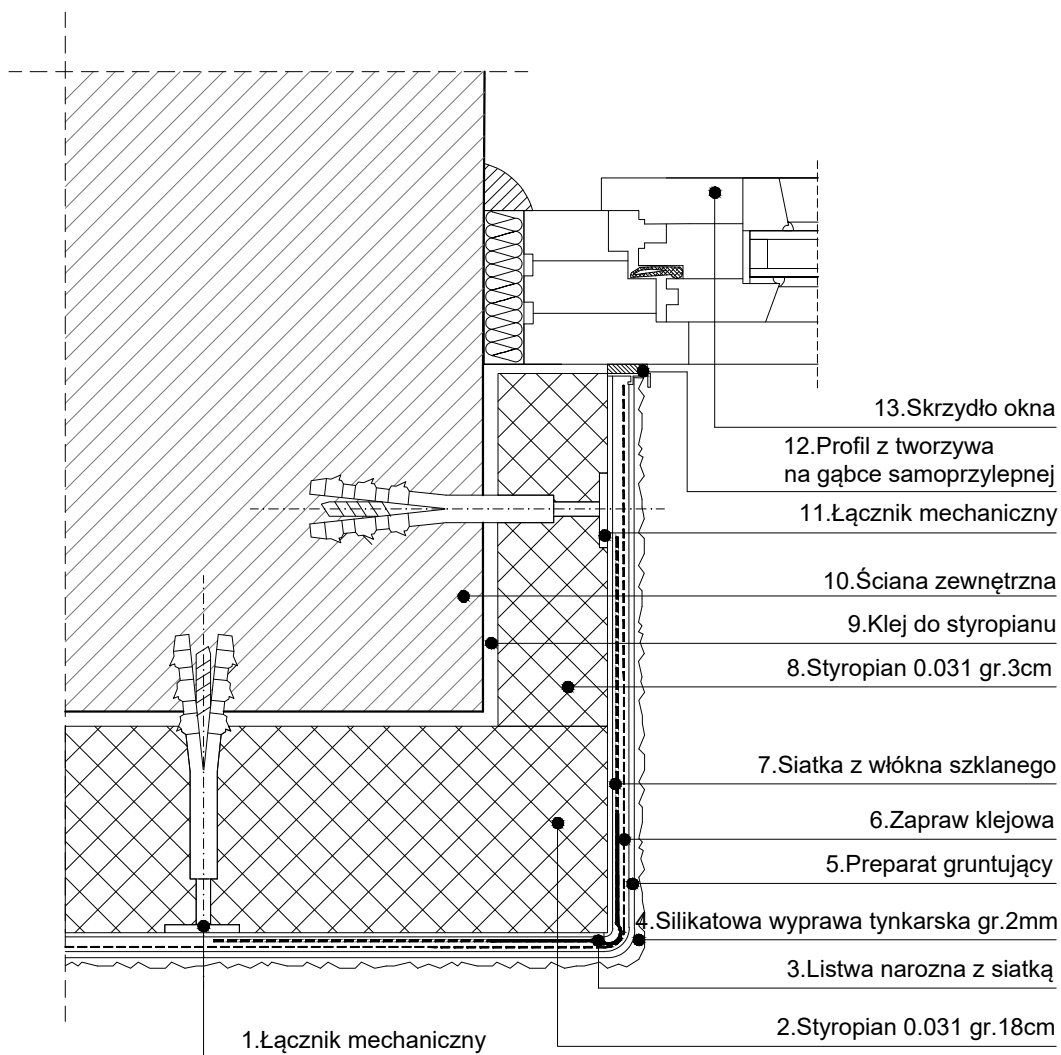 13.Skrzydło okna
12.Profil z tworzywa
na gąbce samoprzylepnej
11.Łącznik mechaniczny
10.Ściana zewnętrzna
9.Klej do styropianu
8.Styropian 0.031 gr.3cm
7.Siatka z włókna szklanego
6.Zapraw klejowa
5.Preparat gruntujący
4.Silikatowa wyprawa tynkarska gr.2mm
3.Listwa narozna z siatką
2.Styropian 0.031 gr.18cm
1.Łącznik mechaniczny